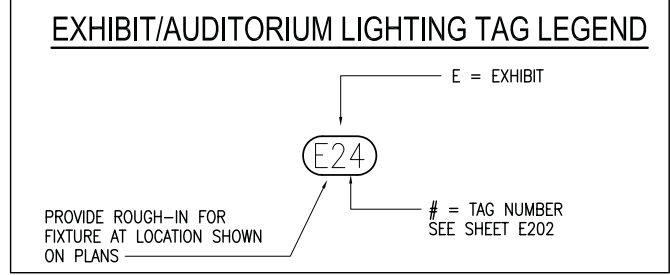 EXHIBIT/AUDITORIUM LIGHTING TAG LEGEND
E = EXHIBIT
E24
PROVIDE ROUGH-IN FOR
FIXTURE AT LOCATION SHOWN
ON PLANS
# = TAG NUMBER
SEE SHEET E202